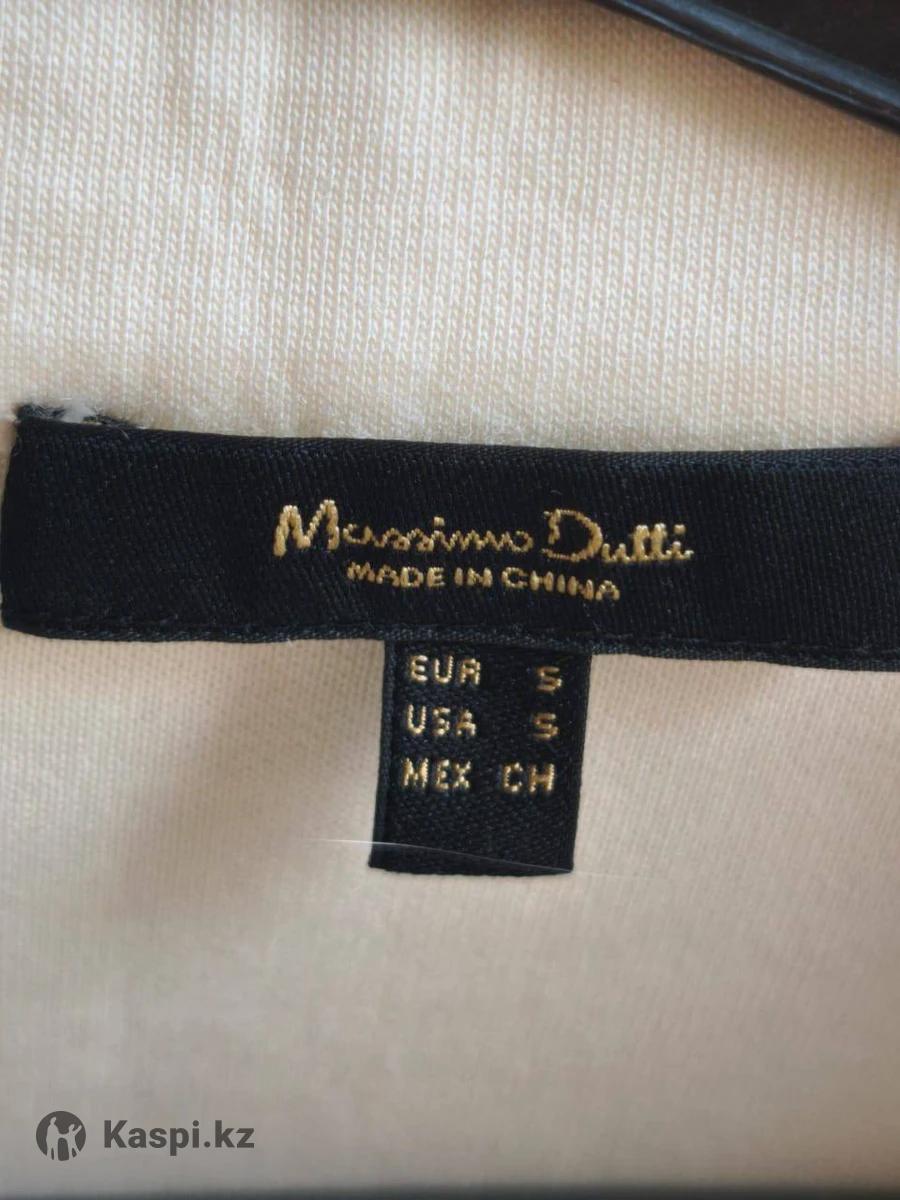 Massimo Dutti
MADE IN CHINA
EUR S
USA S
MEX CH
Kaspi.kz